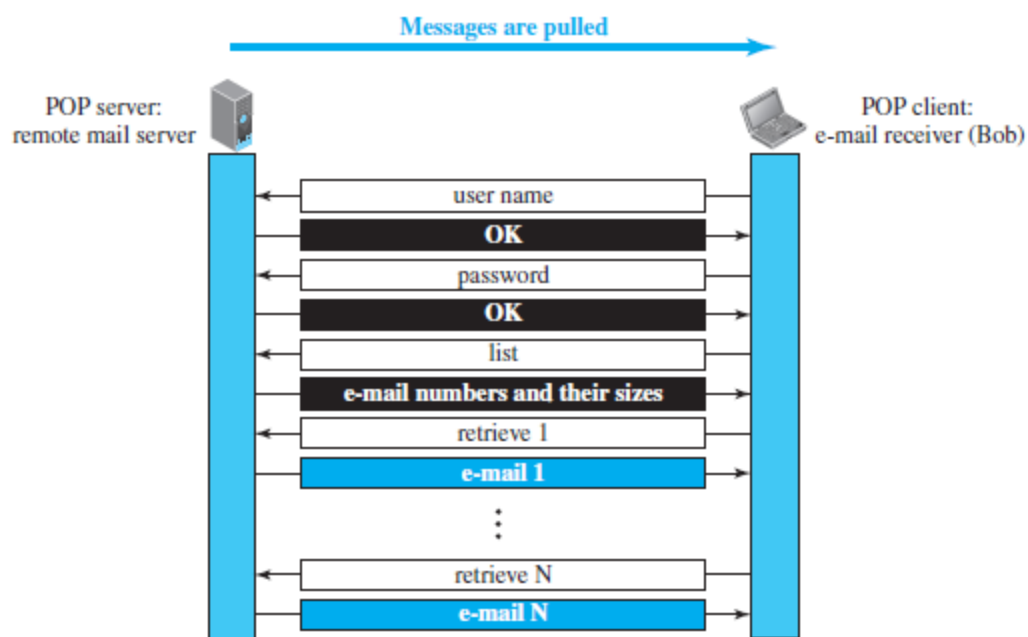 Messages are pulled
POP server:
remote mail server
POP client:
e-mail receiver (Bob)
user name
OK
password
OK
list
e-mail numbers and their sizes
retrieve 1
e-mail 1
retrieve N
e-mail N